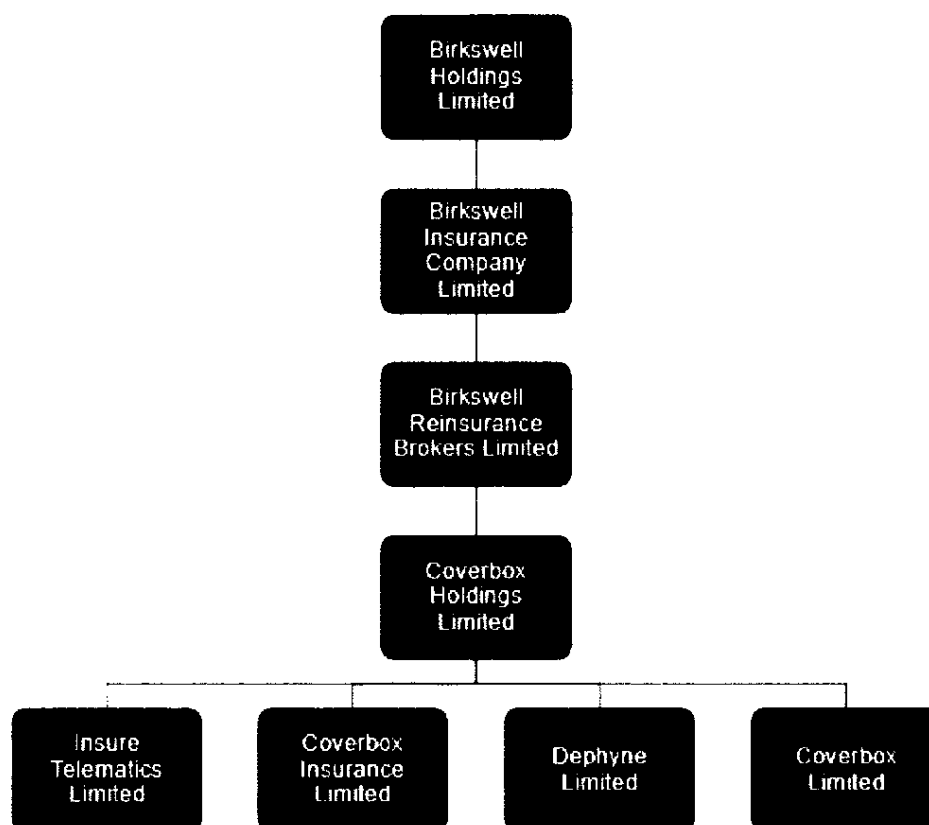 Birkswell
Holdings
Limited
Birkswell
Insurance
Company
Limited
Birkswell
Reinsurance
Brokers Limited
Coverbox
Holdings
Limited
Insure
Telematics
Limited
Coverbox
Insurance
Limited
Dephyne
Limited
Coverbox
Limited